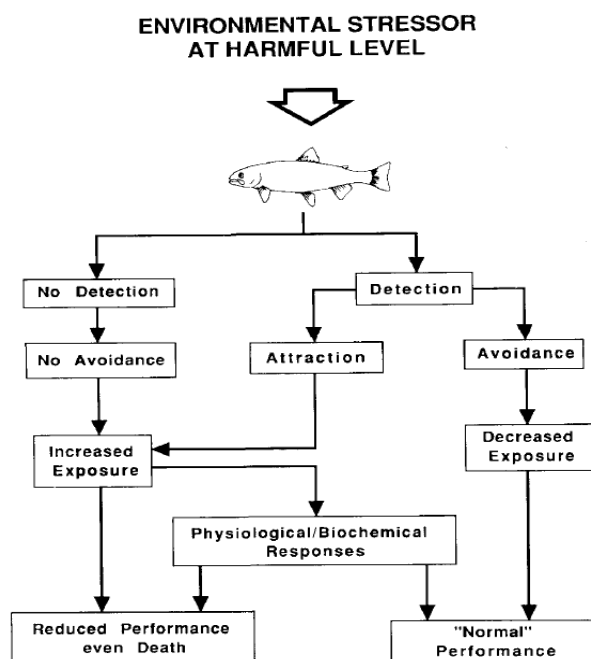 ENVIRONMENTAL STRESSOR
AT HARMFUL LEVEL
No Detection
Detection
No Avoidance
Attraction
Avoidance
Increased
Exposure
Decreased
Exposure
Physiological/Biochemical
Responses
Reduced Performance
even Death
"Normal"
Performance